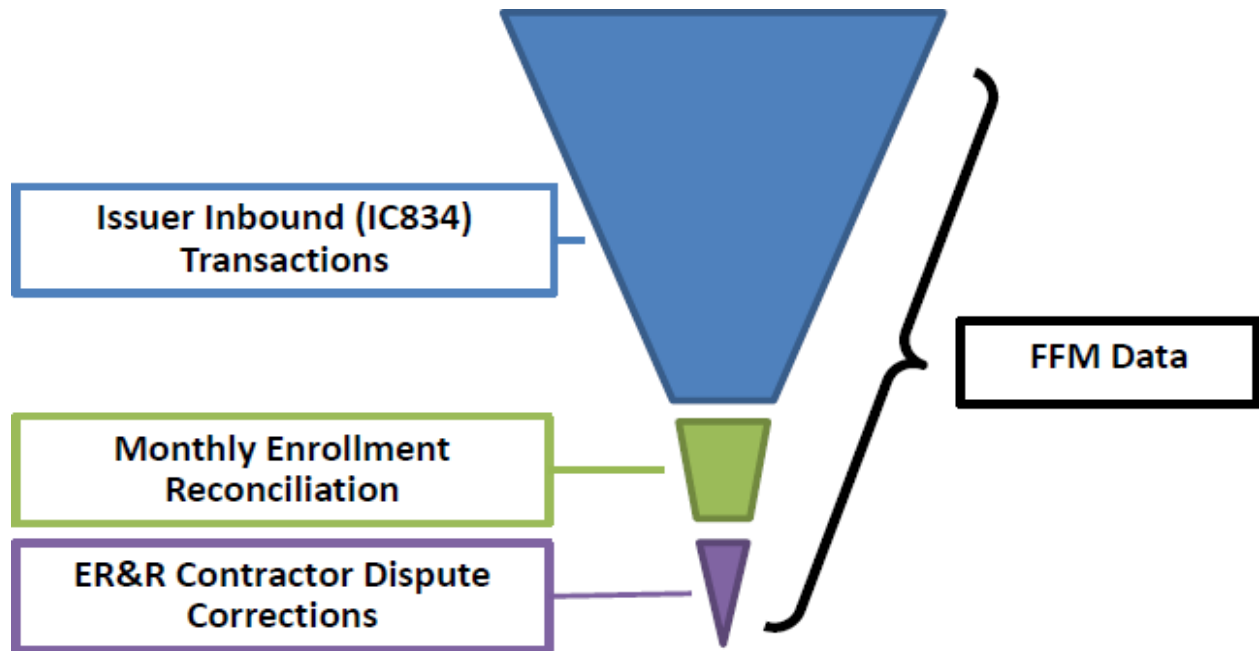 Issuer Inbound (IC834)
Transactions
FFM Data
Monthly Enrollment
Reconciliation
ER&R Contractor Dispute
Corrections